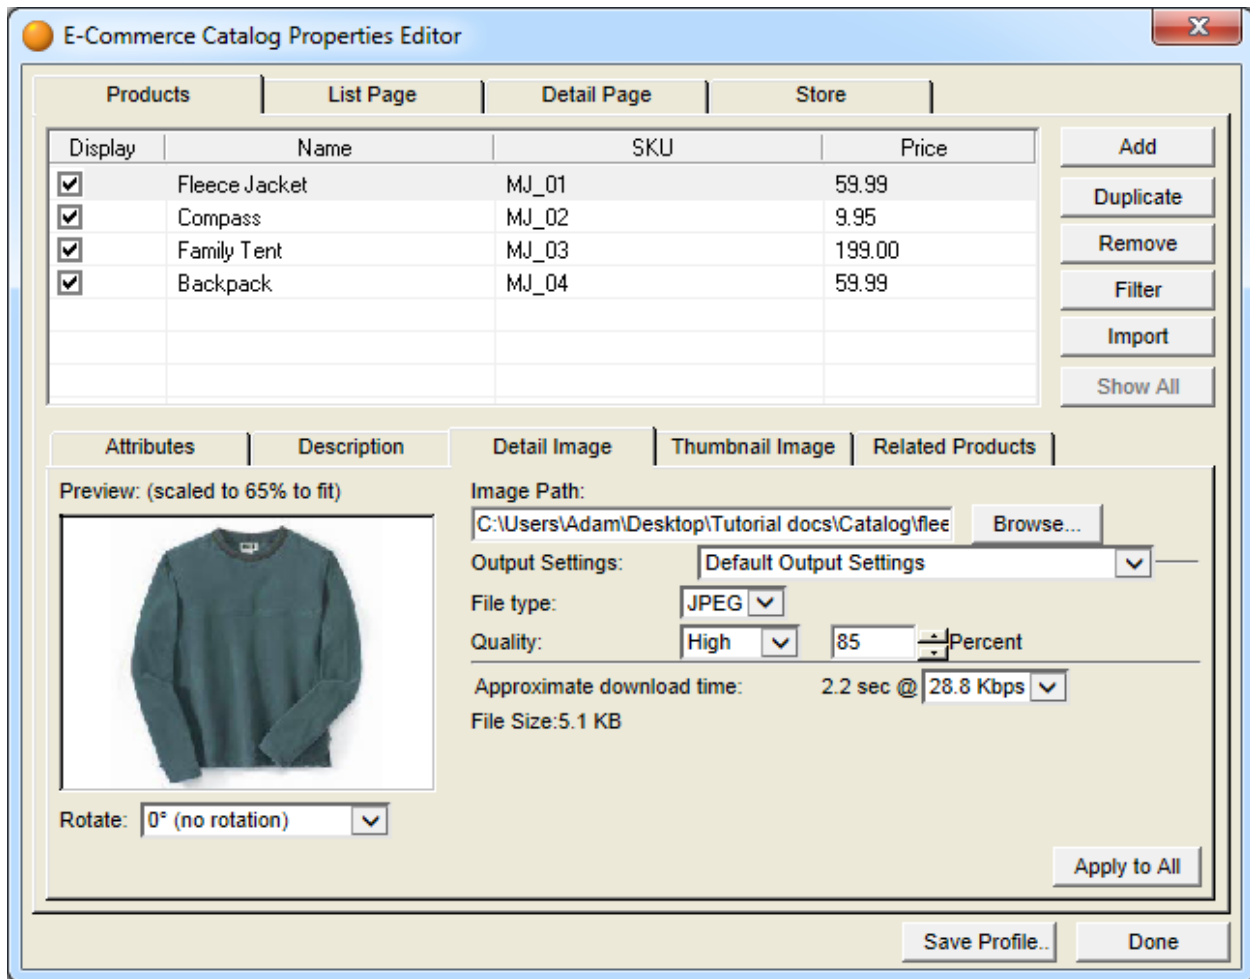 E-Commerce Catalog Properties Editor
Products List Page Detail Page Store
Display Name SKU Price
Fleece Jacket MJ_01 59.99
Compass MJ_02 9.95
Family Tent MJ_03 199.00
Backpack MJ_04 59.99
Add
Duplicate
Remove
Filter
Import
Show All
Attributes Description Detail Image Thumbnail Image Related Products
Preview: (scaled to 65% to fit)
Image Path:
C:\Users\Adam\Desktop\Tutorial docs\Catalog\flee Browse...
Output Settings: Default Output Settings
File type: JPEG
Quality: High 85 Percent
Approximate download time: 2.2 sec @ 28.8 Kbps
File Size:5.1 KB
Rotate: 0° (no rotation)
Apply to All
Save Profile.. Done